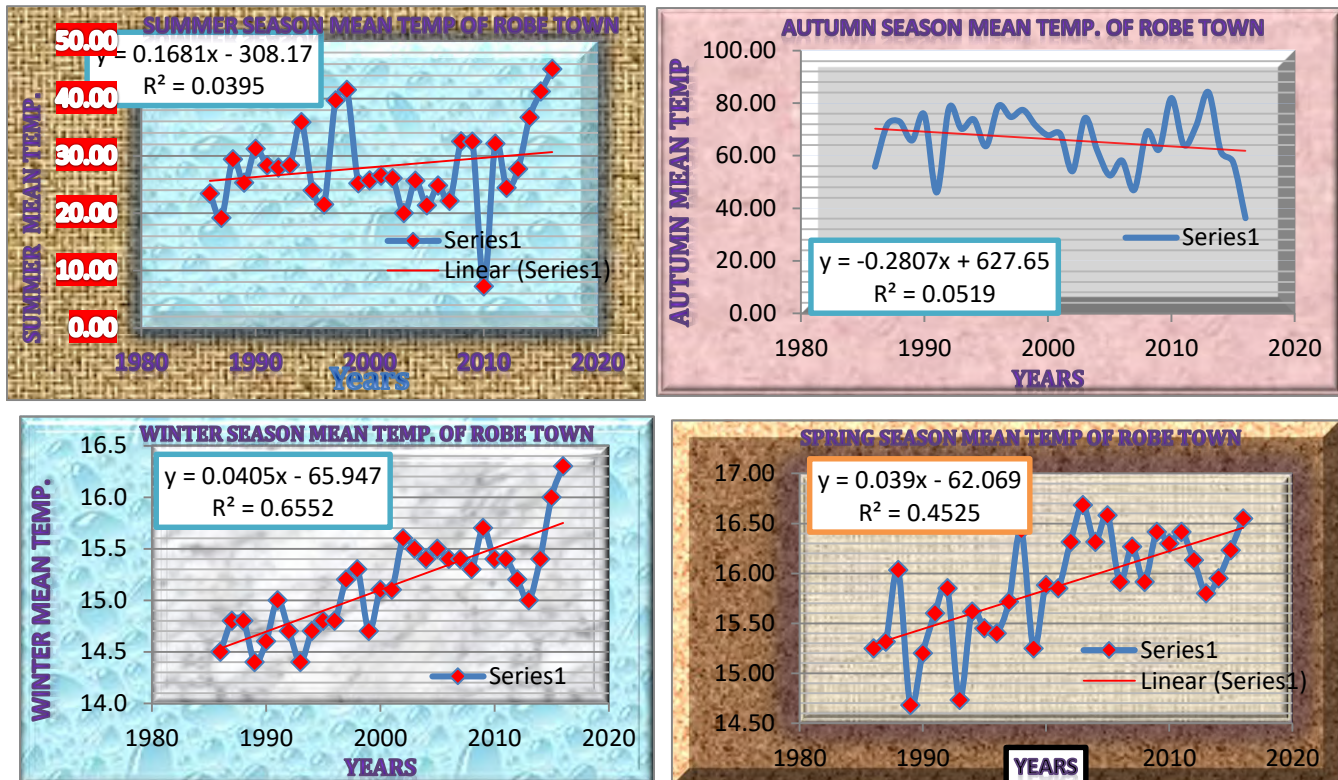 SUMMER SEASON MEAN TEMP. OF ROBE TOWN
y = 0.1681x - 308.17
R² = 0.0395
SUMMER MEAN TEMP.
50.00
40.00
30.00
20.00
10.00
0.00
Series1
Linear (Series1)
1980 1990 2000 2010 2020
Years
AUTUMN SEASON MEAN TEMP. OF ROBE TOWN
AUTUMN MEAN TEMP
100.00
80.00
60.00
40.00
20.00
0.00
Series1
y = -0.2807x + 627.65
R² = 0.0519
1980 1990 2000 2010 2020
YEARS
WINTER SEASON MEAN TEMP. OF ROBE TOWN
y = 0.0405x - 65.947
R² = 0.6552
WINTER MEAN TEMP.
16.5
16.0
15.5
15.0
14.5
14.0
Series1
1980 1990 2000 2010 2020
YEARS
SPRING SEASON MEAN TEMP OF ROBE TOWN
y = 0.039x - 62.069
R² = 0.4525
17.00
16.50
16.00
15.50
15.00
14.50
Series1
Linear (Series1)
1980 1990 2010 2020
YEARS